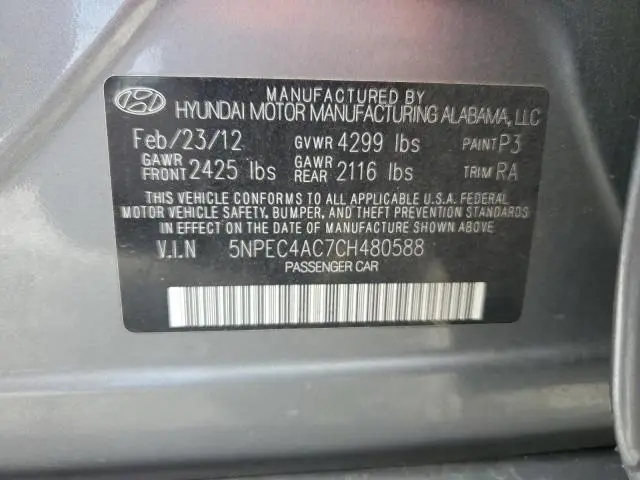 MANUFACTURED BY
HYUNDAI MOTOR MANUFACTURING ALABAMA, LLC
Feb/23/12 GVWR 4299 lbs PAINT P3
GAWR FRONT 2425 lbs GAWR REAR 2116 lbs TRIM RA
THIS VEHICLE CONFORMS TO ALL APPLICABLE U.S.A. FEDERAL
MOTOR VEHICLE SAFETY, BUMPER, AND THEFT PREVENTION STANDARDS
IN EFFECT ON THE DATE OF MANUFACTURE SHOWN ABOVE.
V.I.N 5NPEC4AC7CH480588
PASSENGER CAR